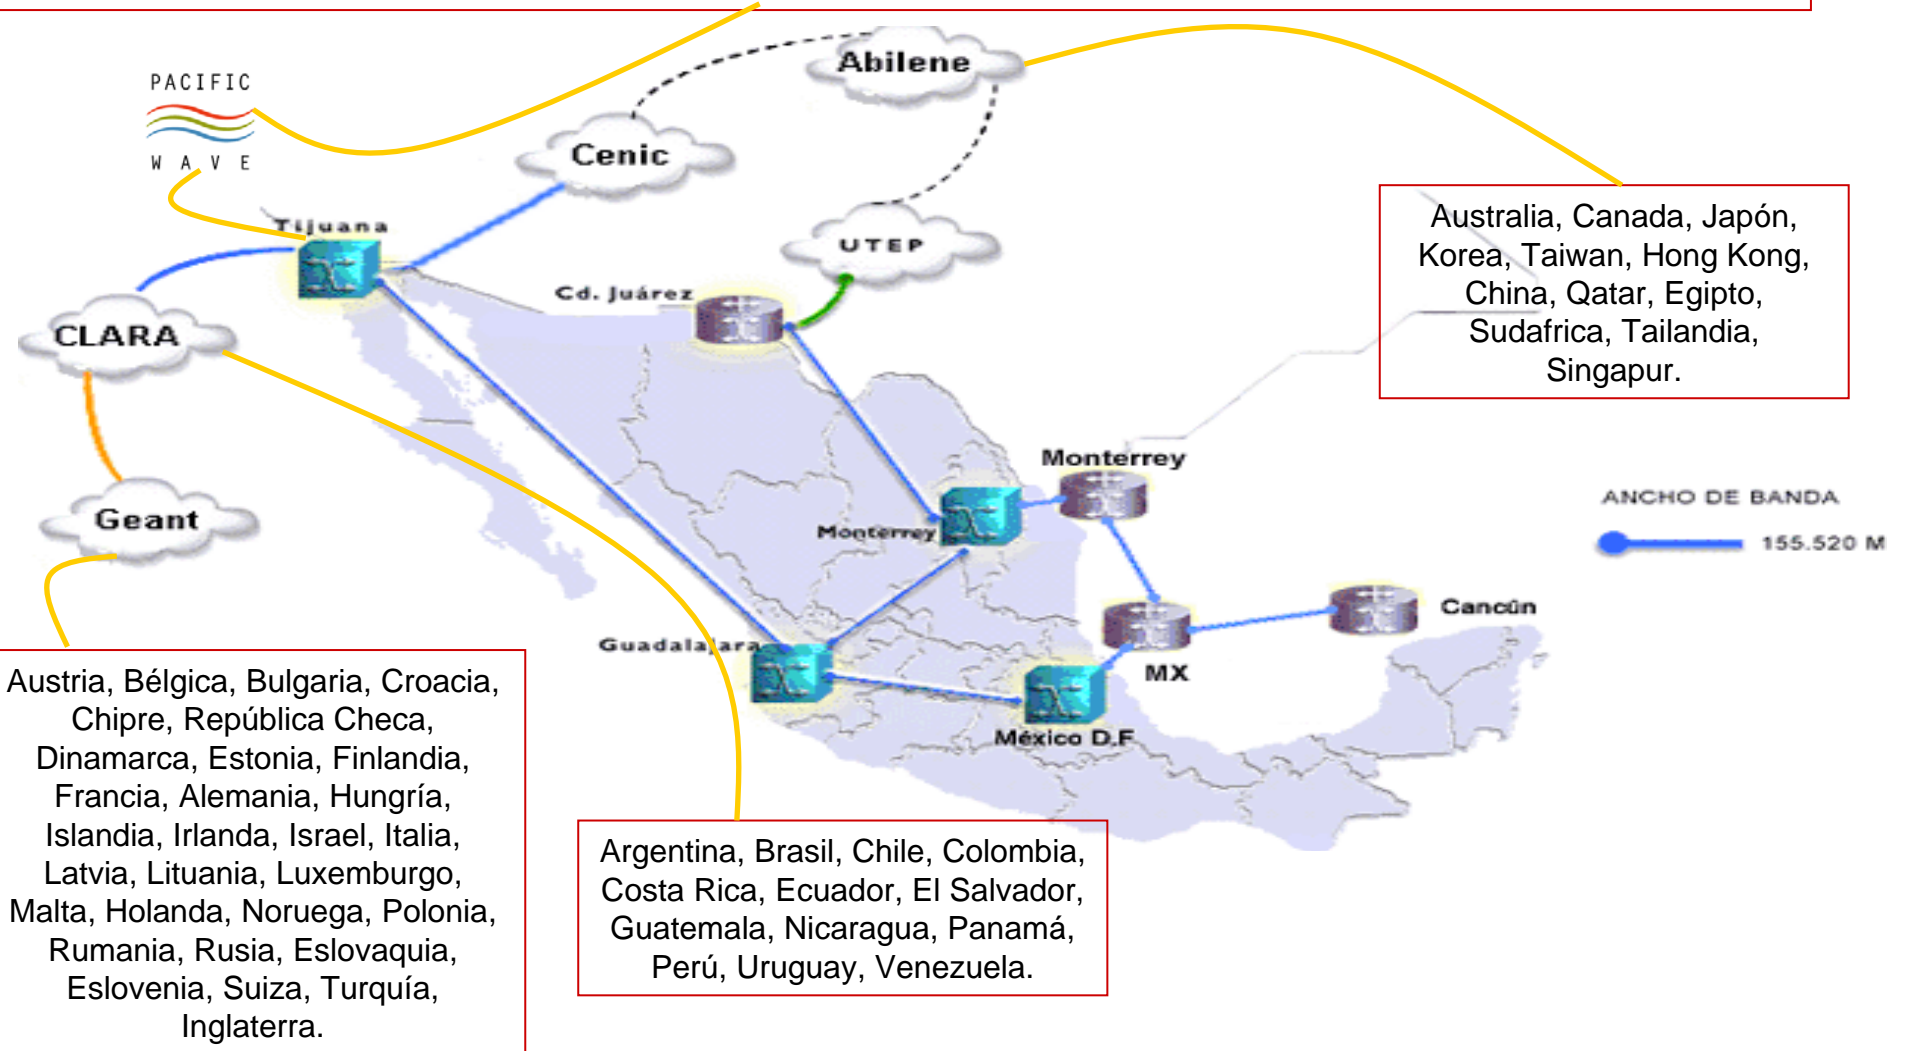 Abilene
PACIFIC
WAVE
Cenic
Tijuana
UTEP
Cd. Juárez
CLARA
Australia, Canada, Japón,
Korea, Taiwan, Hong Kong,
China, Qatar, Egipto,
Sudafrica, Tailandia,
Singapur.
Monterrey
Geant
Monterrey
ANCHO DE BANDA
155.520 M
Cancún
Guadalajara
MX
México D.F
Austria, Bélgica, Bulgaria, Croacia,
Chipre, República Checa,
Dinamarca, Estonia, Finlandia,
Francia, Alemania, Hungría,
Islandia, Irlanda, Israel, Italia,
Latvia, Lituania, Luxemburgo,
Malta, Holanda, Noruega, Polonia,
Rumania, Rusia, Eslovaquia,
Eslovenia, Suiza, Turquía,
Inglaterra.
Argentina, Brasil, Chile, Colombia,
Costa Rica, Ecuador, El Salvador,
Guatemala, Nicaragua, Panamá,
Perú, Uruguay, Venezuela.